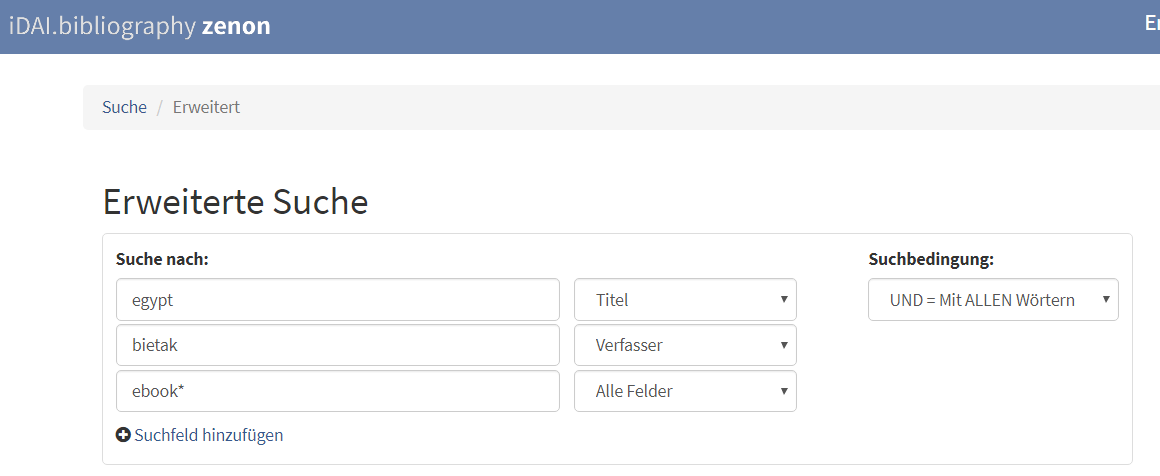 iDAI.bibliography zenon
Suche / Erweitert
Erweiterte Suche
Suche nach: Suchbedingung:
egypt Titel UND = Mit ALLEN Wörtern
bietak Verfasser
ebook* Alle Felder
Suchfeld hinzufügen